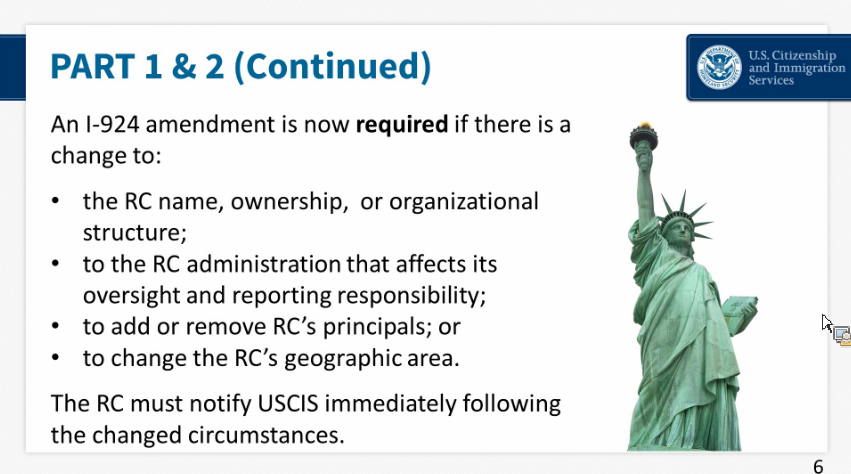 PART 1 & 2 (Continued)
U.S. Citizenship
and Immigration
Services
An I-924 amendment is now required if there is a
change to:
• the RC name, ownership, or organizational
structure;
• to the RC administration that affects its
oversight and reporting responsibility;
• to add or remove RC’s principals; or
• to change the RC’s geographic area.
The RC must notify USCIS immediately following
the changed circumstances.
6